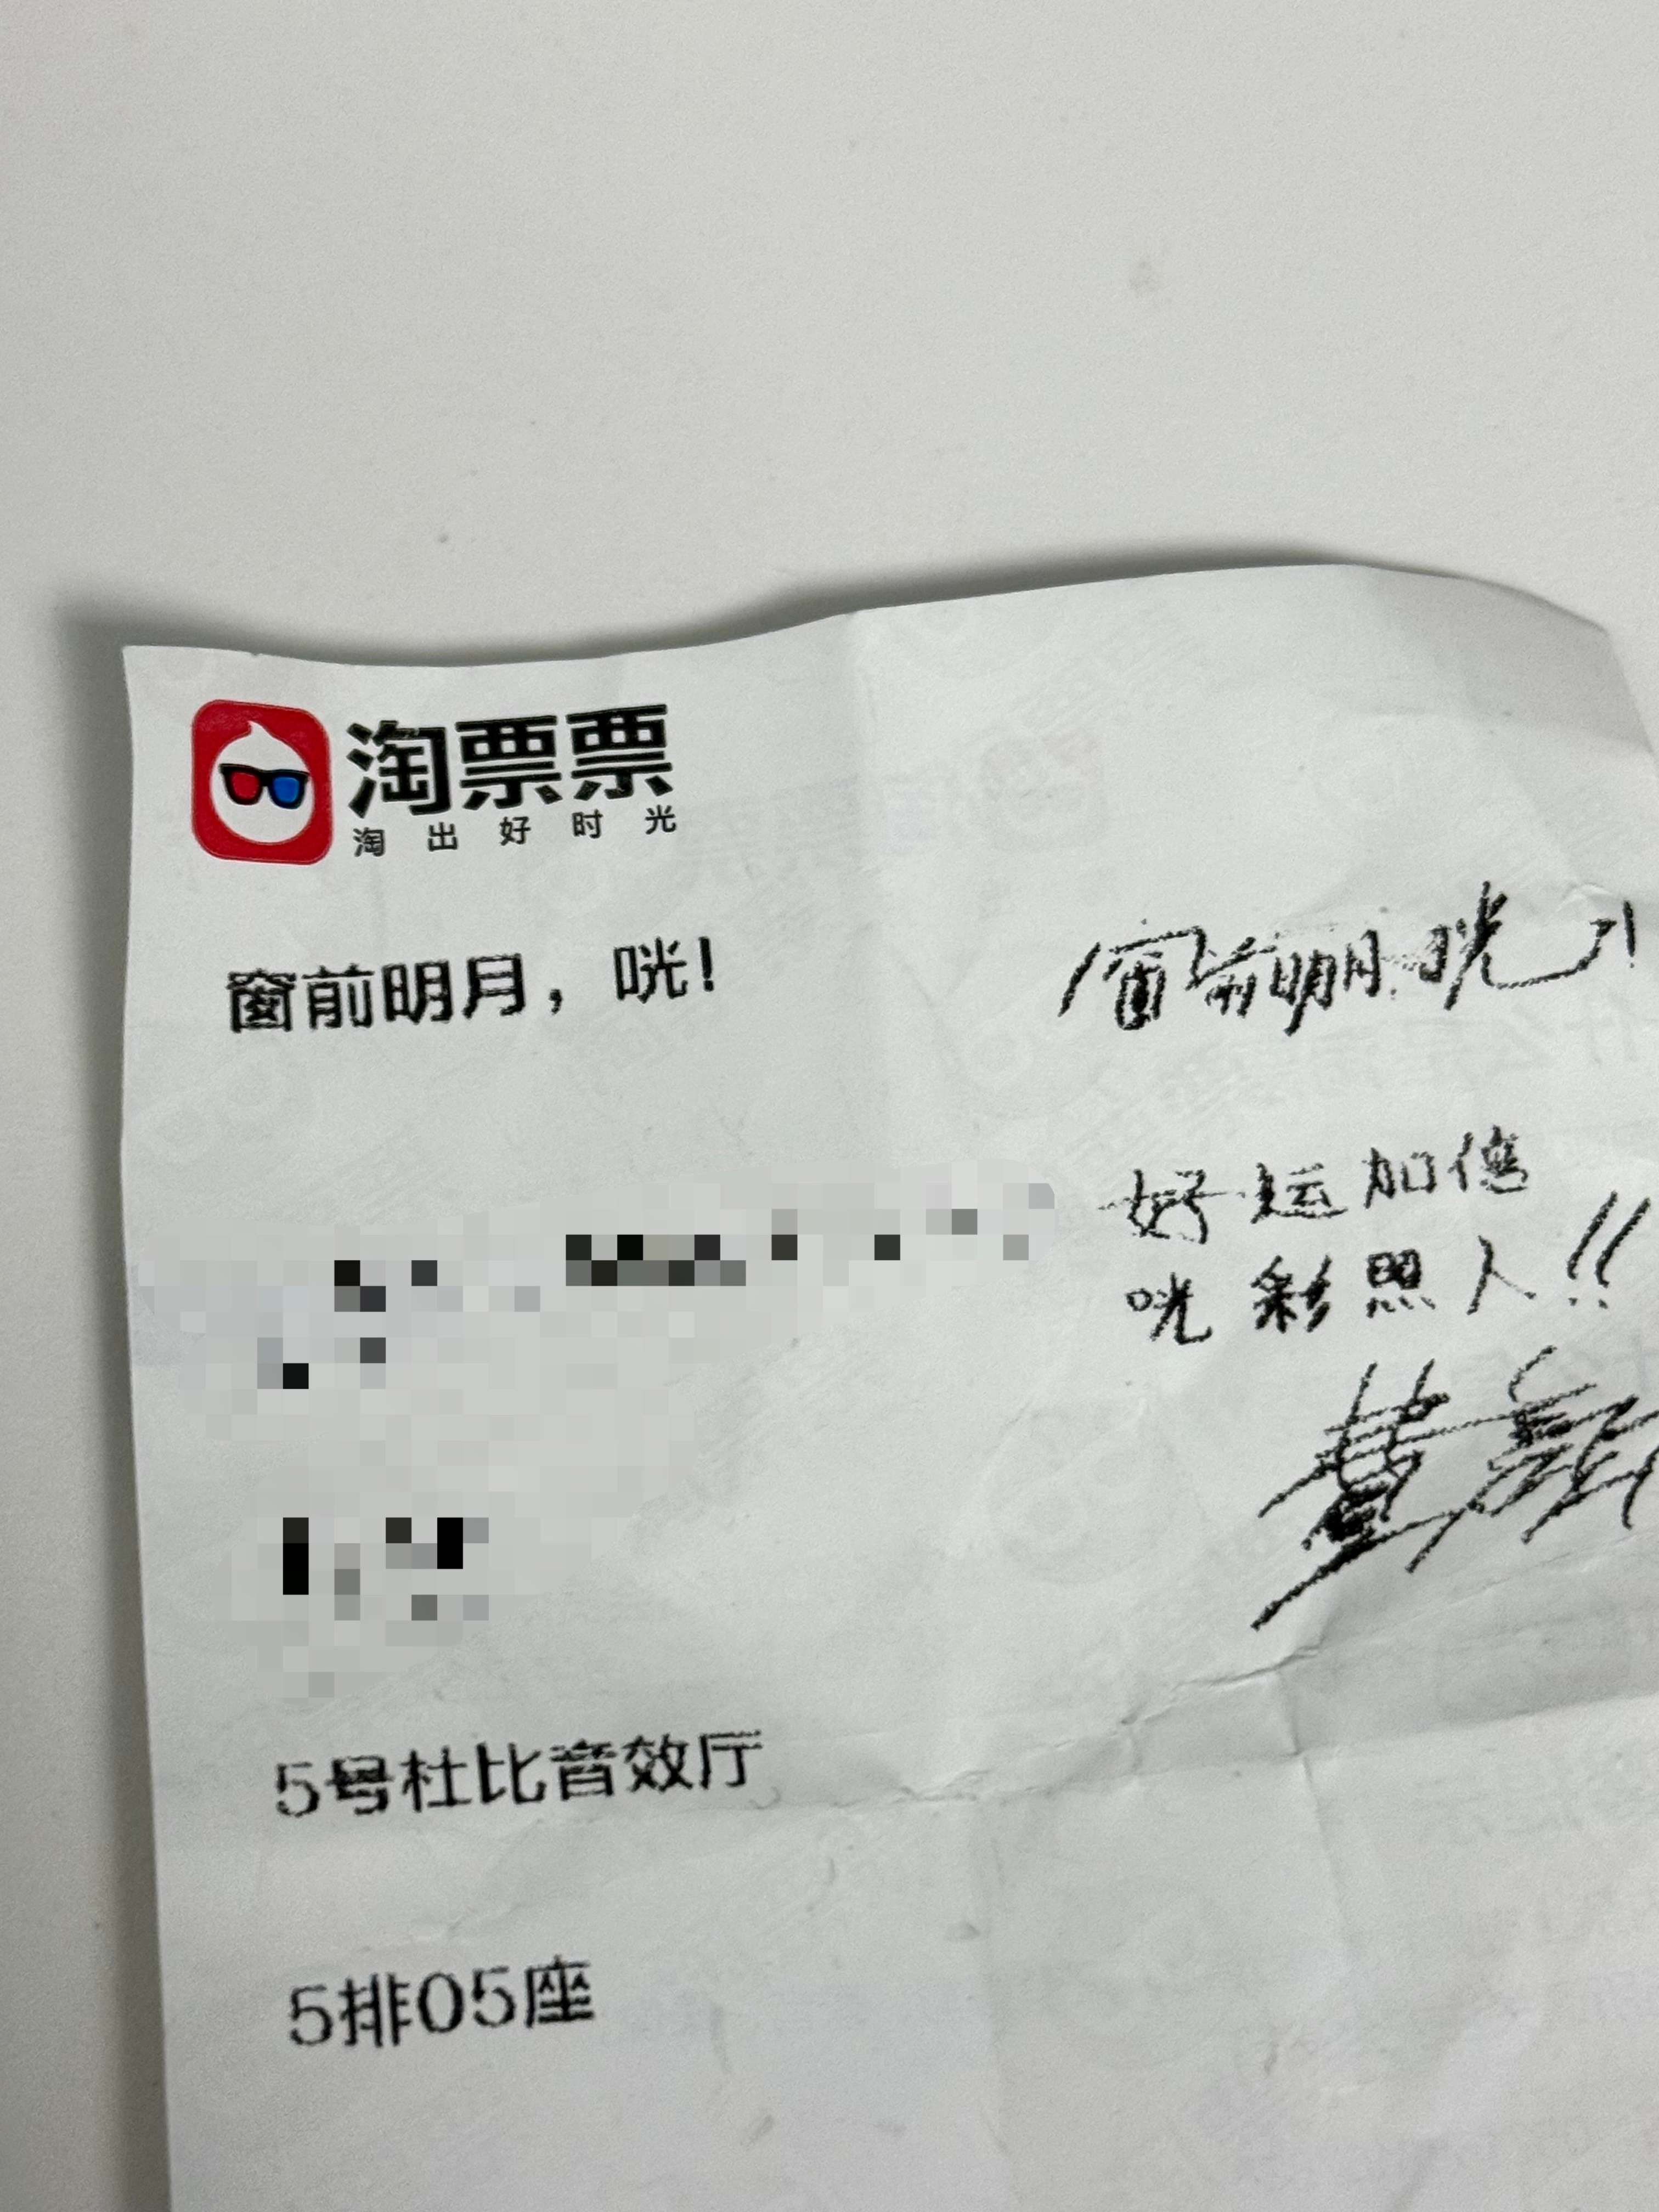 淘票票
淘出好时光
窗前明月，咣！
窗前明月咣！
好运加倍
咣彩照人!!
5号杜比音效厅
5排05座